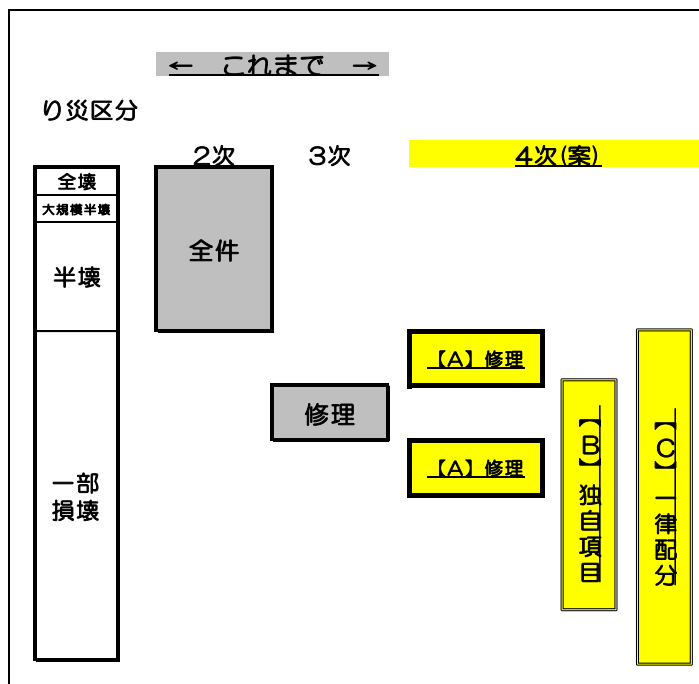 ← これまで →
り災区分
2次
3次
4次(案)
全壊
大規模半壊
半壊
一部
損壊
全件
修理
【A】修理
【A】修理
【B】独自項目
【C】一律配分